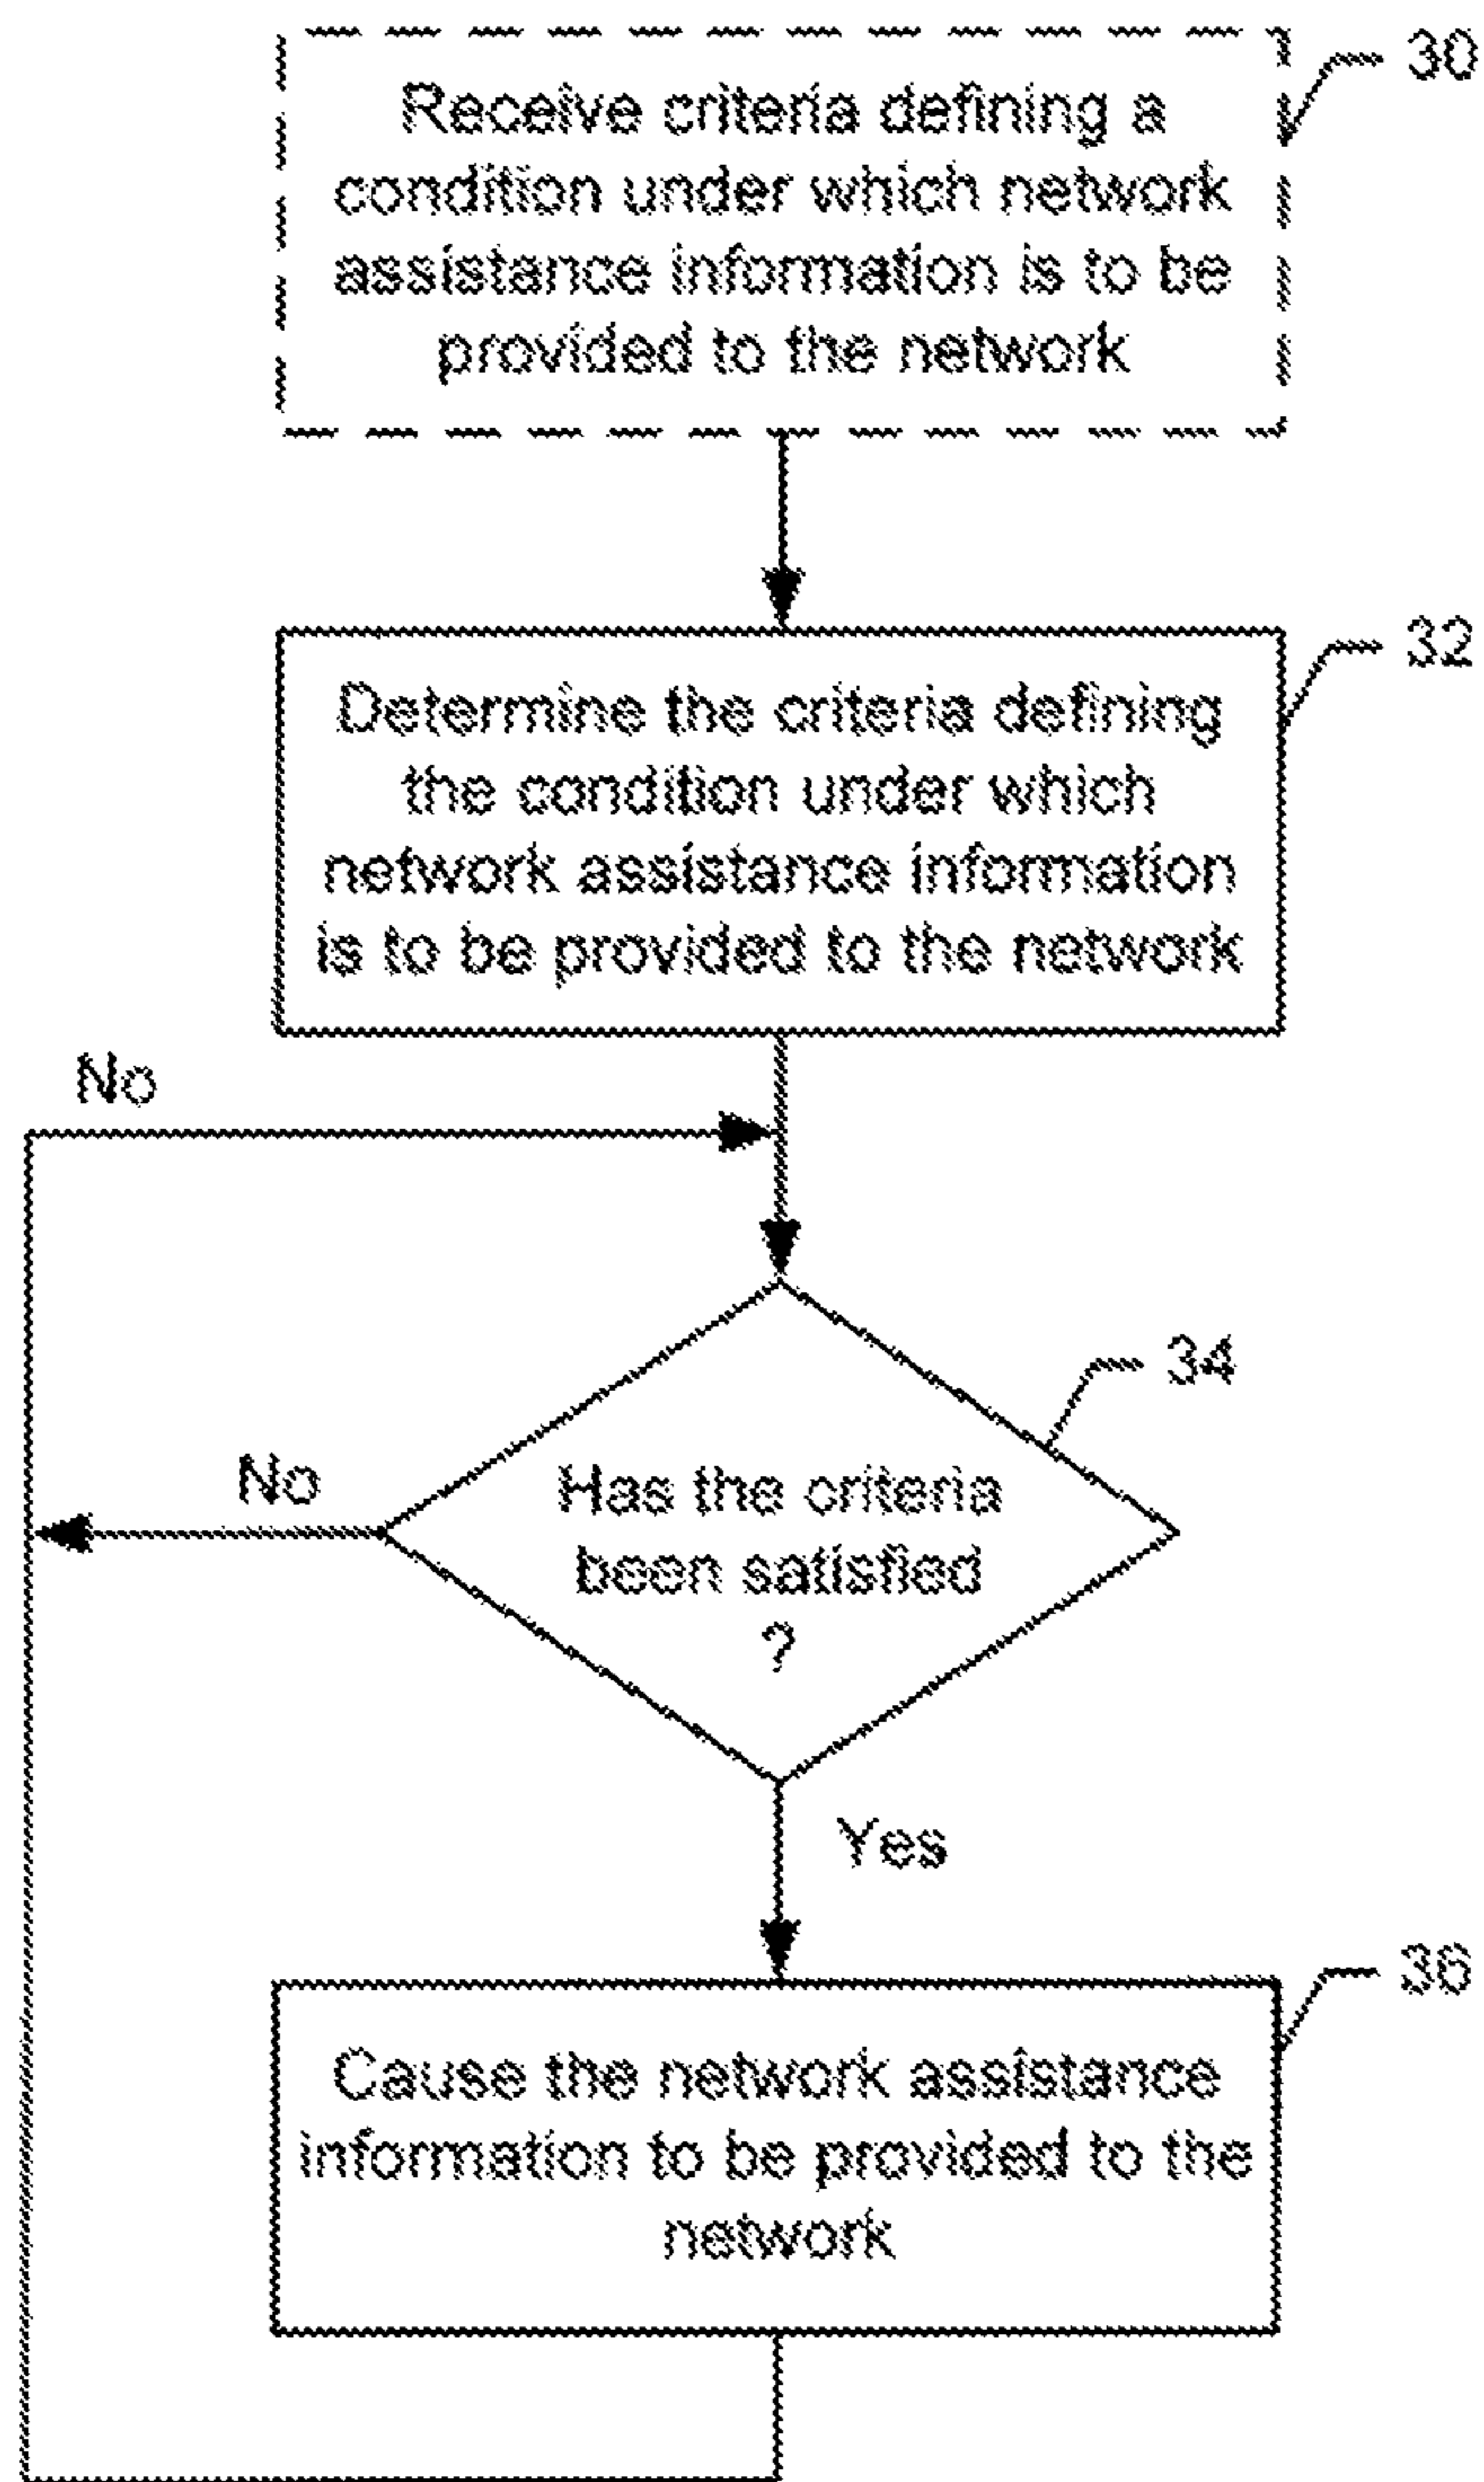 30
Receive criteria defining a
condition under which network
assistance information is to be
provided to the network
32
Determine the criteria defining
the condition under which
network assistance information
is to be provided to the network
No
34
No
Has the criteria
been satisfied
?
Yes
36
Cause the network assistance
information to be provided to the
network